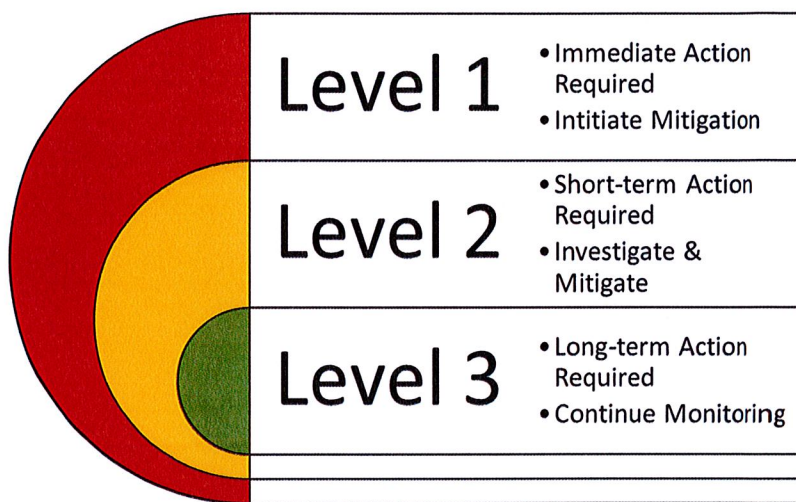 Level 1
• Immediate Action
Required
• Intitiate Mitigation
Level 2
• Short-term Action
Required
• Investigate &
Mitigate
Level 3
• Long-term Action
Required
• Continue Monitoring